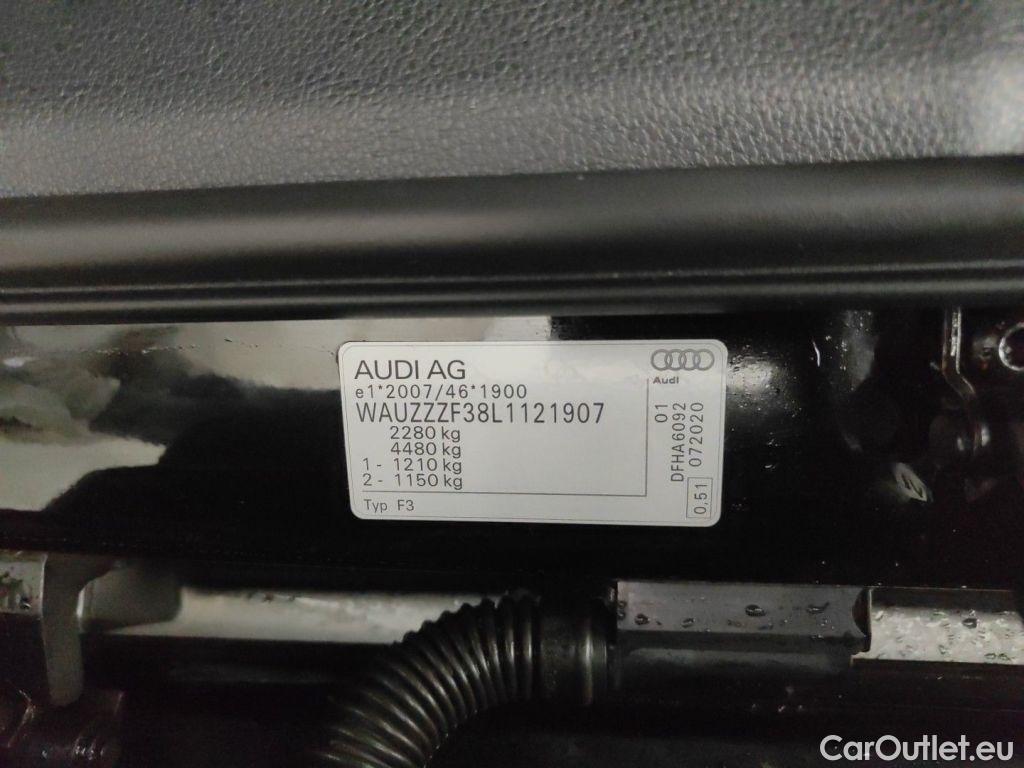 AUDI AG
Audi
e1*2007/46*1900
WAUZZZF38L1121907
2280 kg
4480 kg
1 - 1210 kg
2 - 1150 kg
Typ F3
01
DFHA6092
072020
0,51
CarOutlet.eu